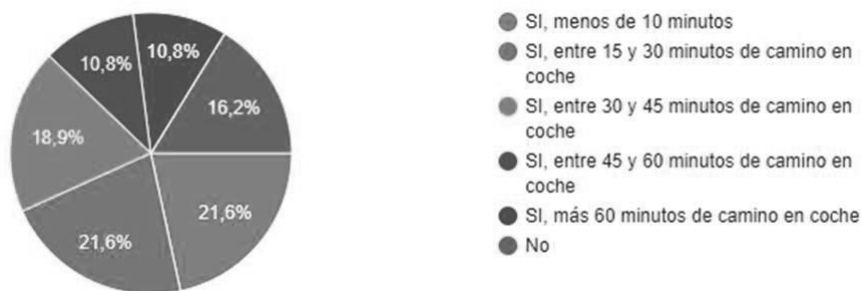 10,8%
10,8%
16,2%
18,9%
21,6%
21,6%
SI, menos de 10 minutos
SI, entre 15 y 30 minutos de camino en
coche
SI, entre 30 y 45 minutos de camino en
coche
SI, entre 45 y 60 minutos de camino en
coche
SI, más 60 minutos de camino en coche
No